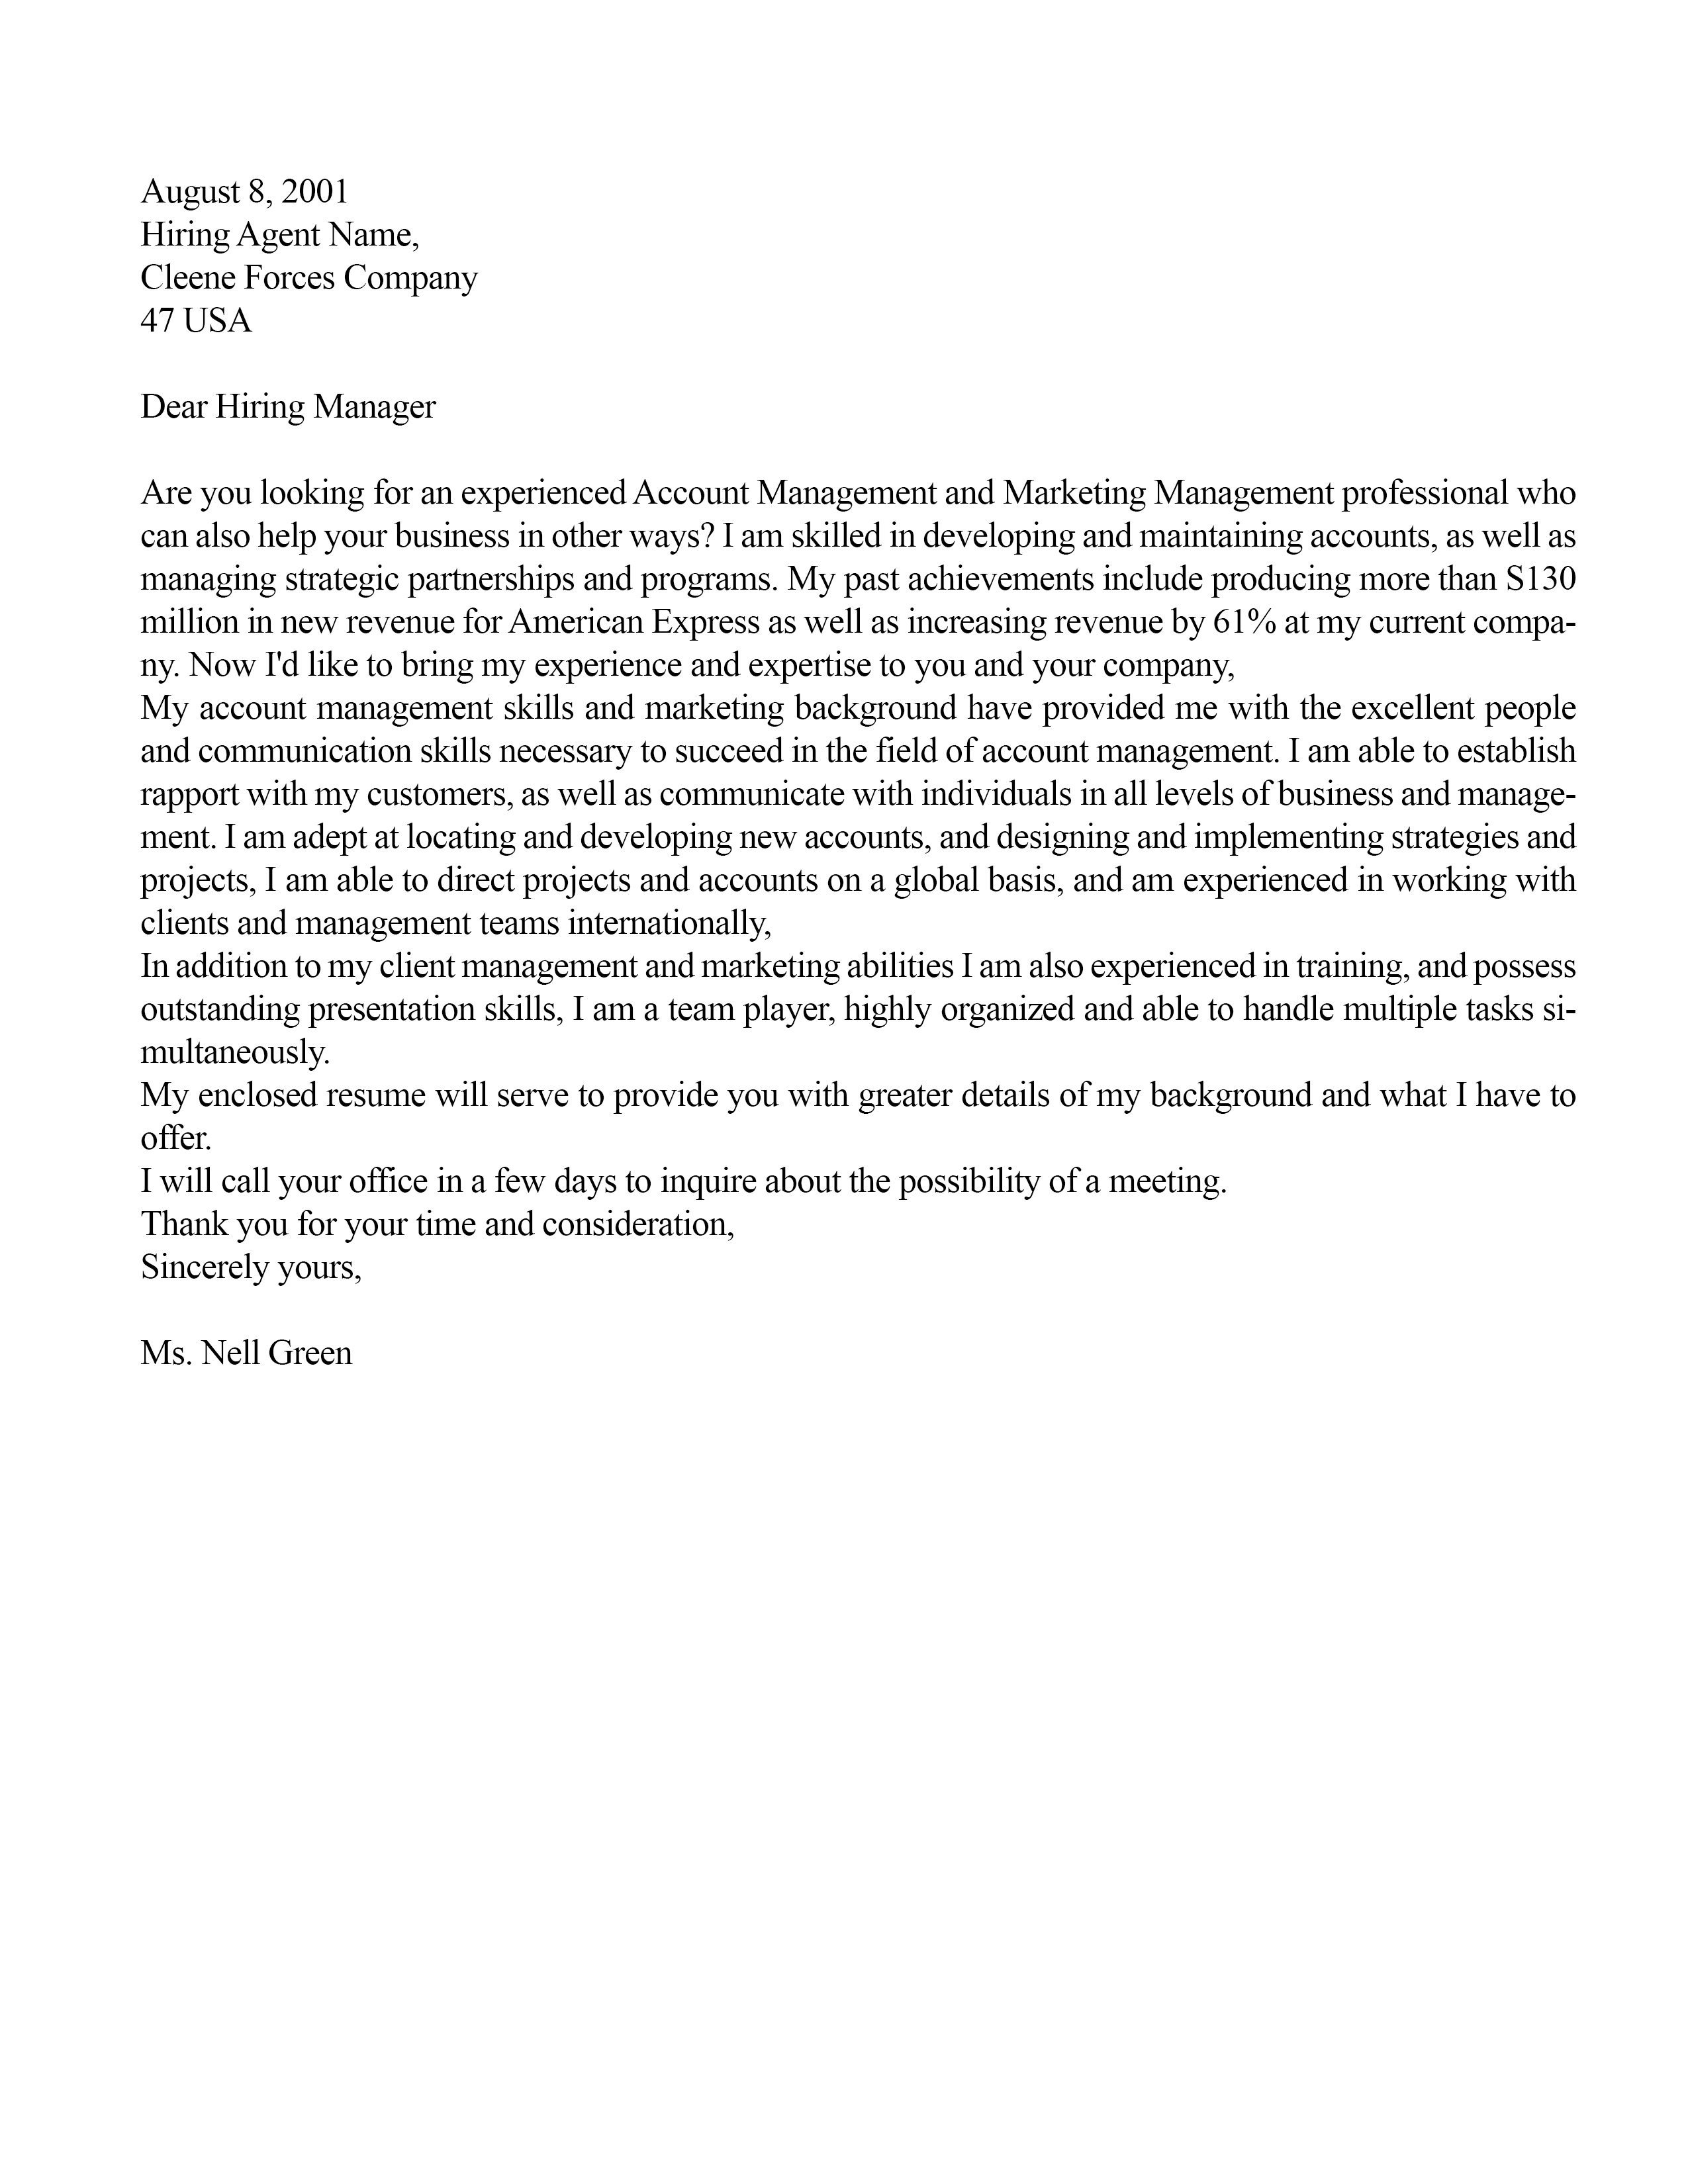 August 8, 2001
Hiring Agent Name,
Cleene Forces Company
47 USA
Dear Hiring Manager
Are you looking for an experienced Account Management and Marketing Management professional who
can also help your business in other ways? I am skilled in developing and maintaining accounts, as well as
managing strategic partnerships and programs. My past achievements include producing more than S130
million in new revenue for American Express as well as increasing revenue by 61% at my current compa-
ny. Now I'd like to bring my experience and expertise to you and your company,
My account management skills and marketing background have provided me with the excellent people
and communication skills necessary to succeed in the field of account management. I am able to establish
rapport with my customers, as well as communicate with individuals in all levels of business and manage-
ment. I am adept at locating and developing new accounts, and designing and implementing strategies and
projects, I am able to direct projects and accounts on a global basis, and am experienced in working with
clients and management teams internationally,
In addition to my client management and marketing abilities I am also experienced in training, and possess
outstanding presentation skills, I am a team player, highly organized and able to handle multiple tasks si-
multaneously.
My enclosed resume will serve to provide you with greater details of my background and what I have to
offer.
I will call your office in a few days to inquire about the possibility of a meeting.
Thank you for your time and consideration,
Sincerely yours,
Ms. Nell Green